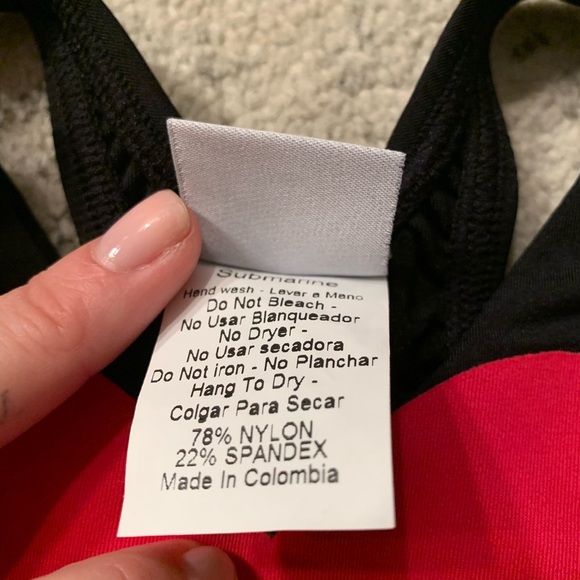 Submarine
Hand wash - Lavar a Mano
Do Not Bleach -
No Usar Blanqueador
No Dryer -
No Usar secadora
Do Not iron - No Planchar
Hang To Dry -
Colgar Para Secar
78% NYLON
22% SPANDEX
Made In Colombia